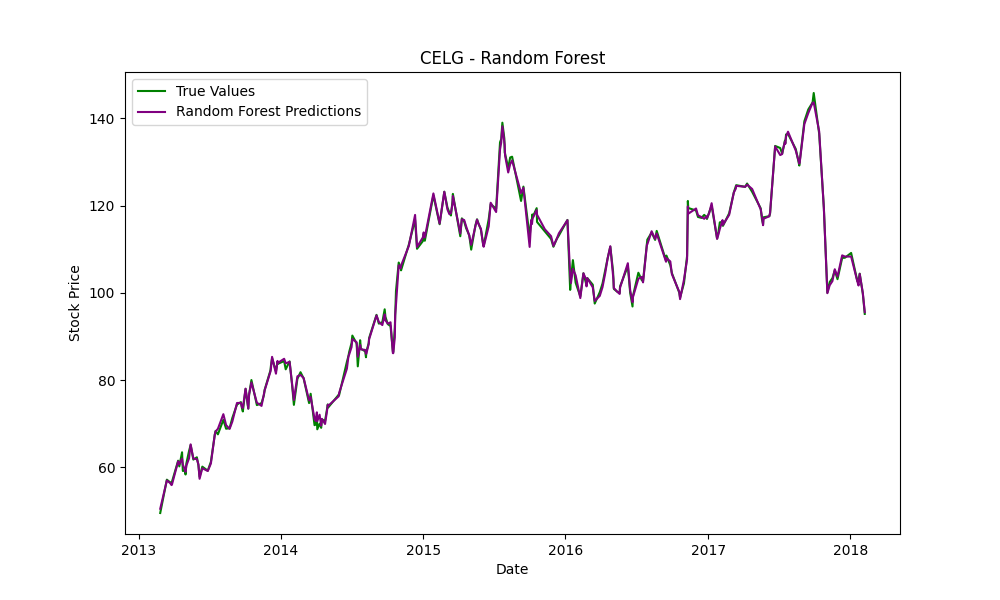 CELG - Random Forest
True Values
Random Forest Predictions
140
120
100
80
60
Stock Price
2013 2014 2015 2016 2017 2018
Date